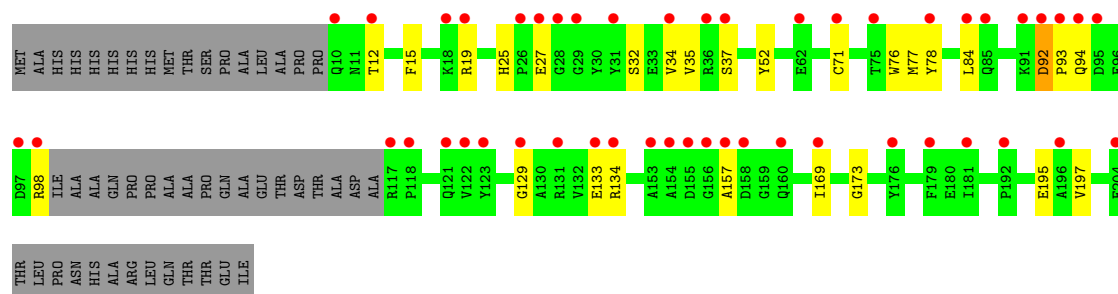 MET ALA HIS HIS HIS HIS HIS HIS MET THR SER PRO ALA LEU ALA PRO PRO Q10 N11 T12 F15 K18 R19 H25 P26 E27 G28 G29 Y30 Y31 S32 E33 V34 V35 R36 S37 Y52 E62 C71 T75 W76 M77 Y78 L84 Q85 K91 D92 P93 Q94 D95 E96
D97 R98 ILE ALA ALA GLN PRO PRO ALA ALA PRO GLN ALA GLU THR ASP THR ALA ASP ALA R117 P118 Q121 V122 Y123 G129 A130 R131 V132 E133 R134 A153 A154 D155 G156 A157 D158 G159 Q160 I169 G173 Y176 F179 E180 I181 P192 E195 A196 V197
THR LEU PRO ASN HIS ALA ARG LEU GLN THR THR GLU ILE